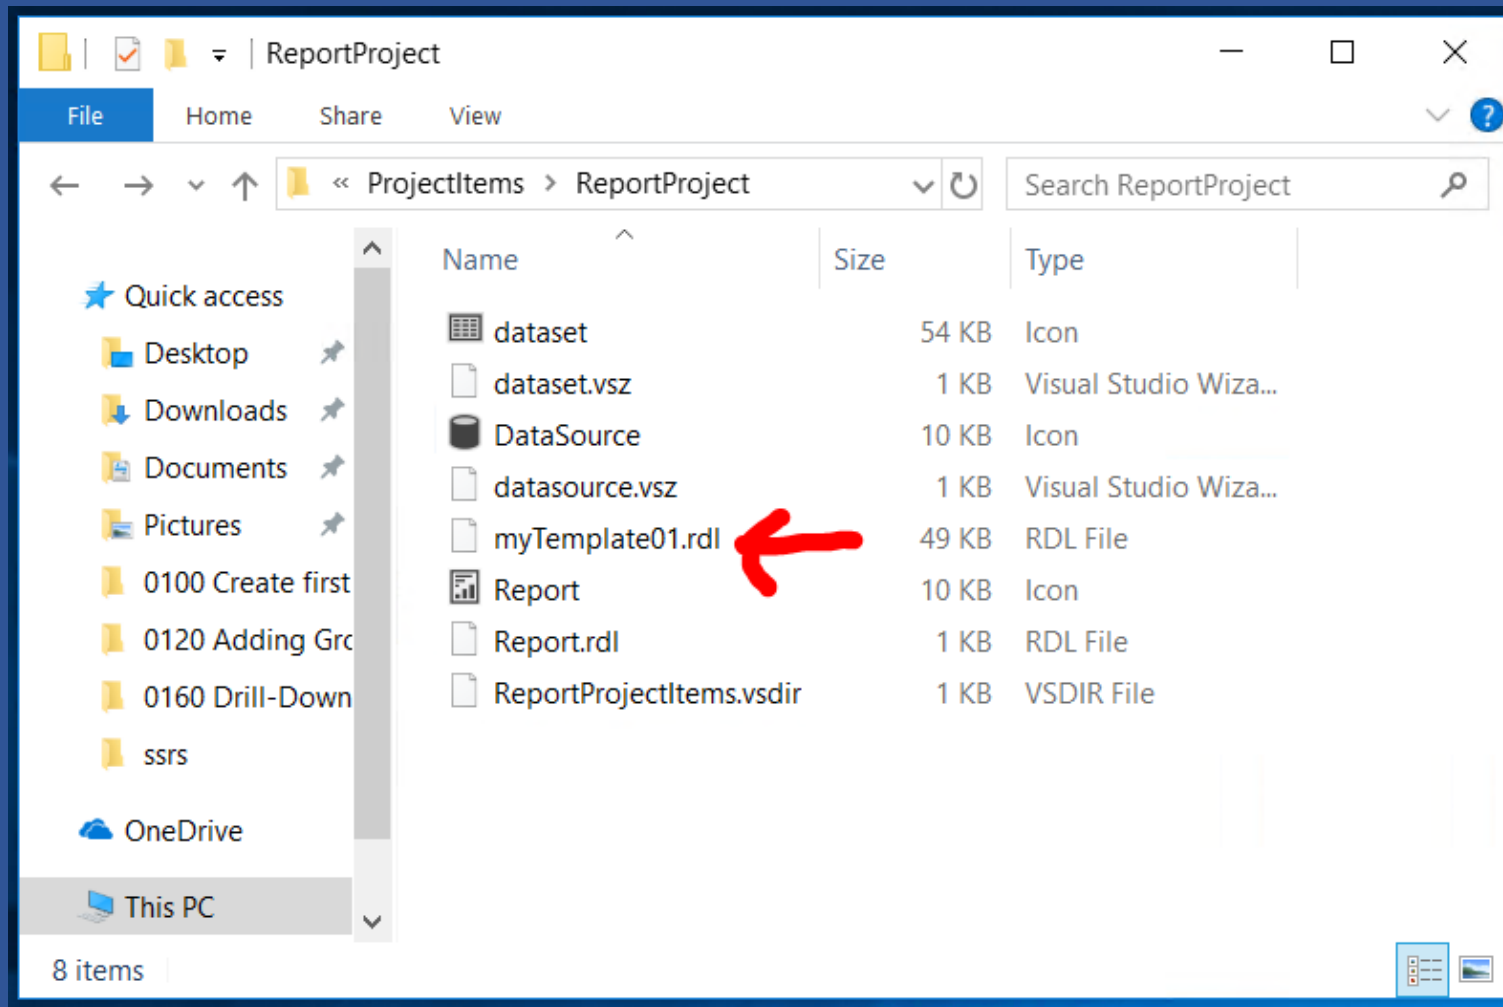 ReportProject
File Home Share View ?
« ProjectItems > ReportProject Search ReportProject
Name Size Type
Quick access
Desktop
Downloads
Documents
Pictures
0100 Create first
0120 Adding Grc
0160 Drill-Down
ssrs
OneDrive
This PC
dataset 54 KB Icon
dataset.vsz 1 KB Visual Studio Wiza...
DataSource 10 KB Icon
datasource.vsz 1 KB Visual Studio Wiza...
myTemplate01.rdl 49 KB RDL File
Report 10 KB Icon
Report.rdl 1 KB RDL File
ReportProjectItems.vsdir 1 KB VSDIR File
8 items